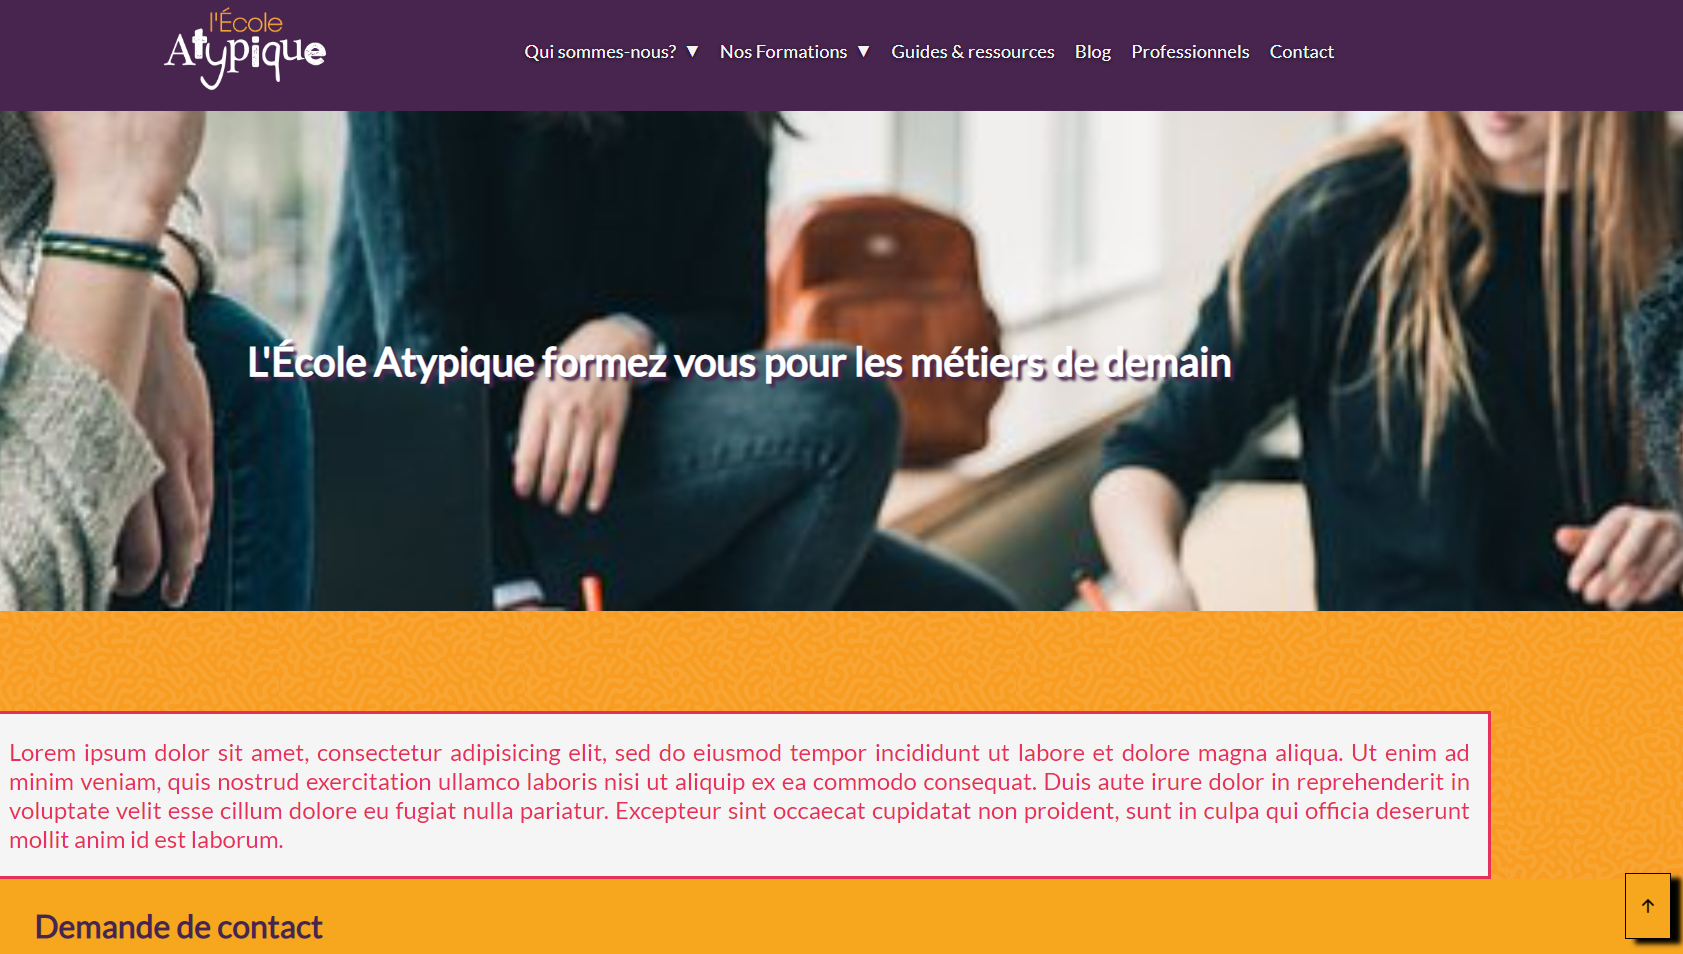 l'École
Atypique
Qui sommes-nous? ▼ Nos Formations ▼ Guides & ressources Blog Professionnels Contact
L'École Atypique formez vous pour les métiers de demain
Lorem ipsum dolor sit amet, consectetur adipisicing elit, sed do eiusmod tempor incididunt ut labore et dolore magna aliqua. Ut enim ad
minim veniam, quis nostrud exercitation ullamco laboris nisi ut aliquip ex ea commodo consequat. Duis aute irure dolor in reprehenderit in
voluptate velit esse cillum dolore eu fugiat nulla pariatur. Excepteur sint occaecat cupidatat non proident, sunt in culpa qui officia deserunt
mollit anim id est laborum.
Demande de contact